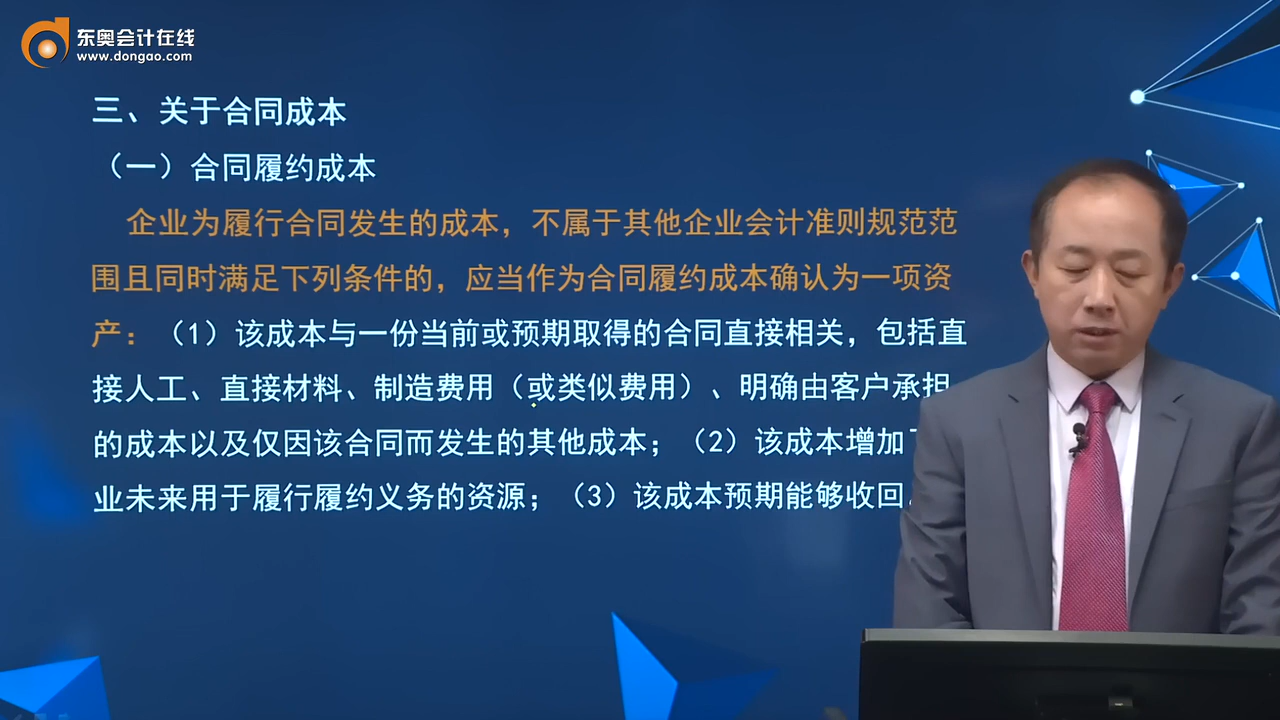 东奥会计在线
www.dongao.com
三、关于合同成本
（一）合同履约成本
企业为履行合同发生的成本，不属于其他企业会计准则规范范
围且同时满足下列条件的，应当作为合同履约成本确认为一项资
产：（1）该成本与一份当前或预期取得的合同直接相关，包括直
接人工、直接材料、制造费用（或类似费用）、明确由客户承担
的成本以及仅因该合同而发生的其他成本；（2）该成本增加
业未来用于履行履约义务的资源；（3）该成本预期能够收回